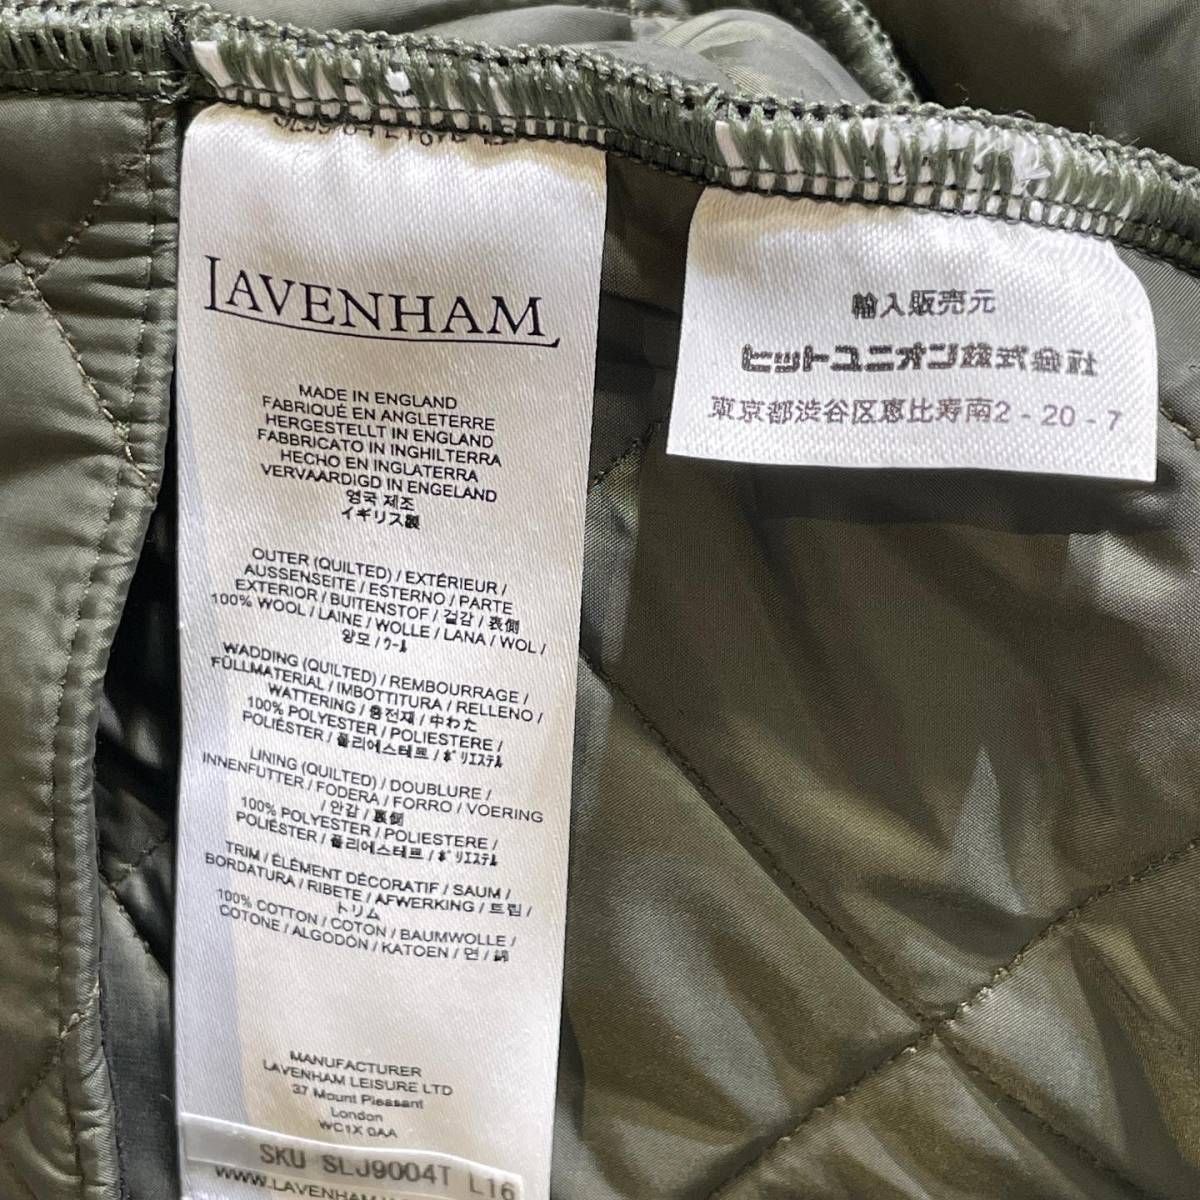 LAVENHAM
MADE IN ENGLAND
FABRIQUÉ EN ANGLETERRE
HERGESTELLT IN ENGLAND
FABBRICATO IN INGHILTERRA
HECHO EN INGLATERRA
VERVAARDIGD IN ENGELAND
영국 제조
イギリス製
OUTER (QUILTED) / EXTÉRIEUR /
AUSSENSEITE / ESTERNO / PARTE
EXTERIOR / BUITENSTOF / 겉감 / 表側
100% WOOL / LAINE / WOLLE / LANA / WOL /
양모 / ウール
WADDING (QUILTED) / REMBOURRAGE /
FÜLLMATERIAL / IMBOTTITURA / RELLENO /
WATTERING / 충전재 / 中わた
100% POLYESTER / POLIESTERE /
POLIÉSTER / 폴리에스테르 / ポリエステル
LINING (QUILTED) / DOUBLURE /
INNENFUTTER / FODERA / FORRO / VOERING
/ 안감 / 裏側
100% POLYESTER / POLIESTERE /
POLIÉSTER / 폴리에스테르 / ポリエステル
TRIM / ÉLÉMENT DÉCORATIF / SAUM /
BORDATURA / RIBETE / AFWERKING / 트림 /
トリム
100% COTTON / COTON / BAUMWOLLE /
COTONE / ALGODÓN / KATOEN / 면 / 綿
MANUFACTURER
LAVENHAM LEISURE LTD
37 Mount Pleasant
London
WC1X 0AA
SKU SLJ9004T L16
WWW.LAVENHAM
輸入販売元
ヒットユニオン株式会社
東京都渋谷区恵比寿南2-20-7